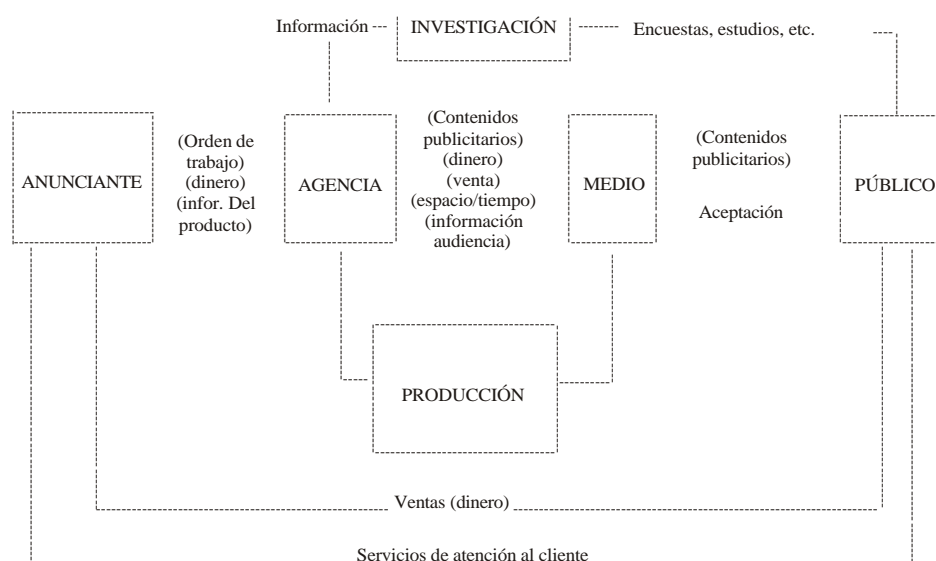 Información
INVESTIGACIÓN
Encuestas, estudios, etc.
ANUNCIANTE
(Orden de
trabajo)
(dinero)
(infor. Del
producto)
AGENCIA
(Contenidos
publicitarios)
(dinero)
(venta)
(espacio/tiempo)
(información
audiencia)
MEDIO
(Contenidos
publicitarios)
Aceptación
PÚBLICO
PRODUCCIÓN
Ventas (dinero)
Servicios de atención al cliente